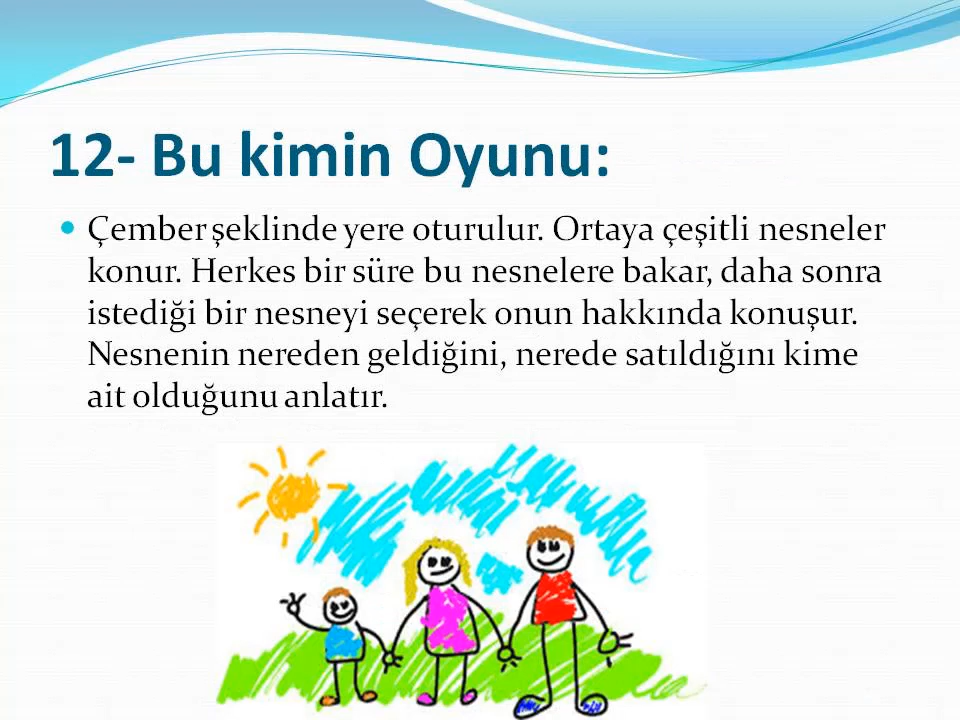 12- Bu kimin Oyunu:
Çember şeklinde yere oturulur. Ortaya çeşitli nesneler
konur. Herkes bir süre bu nesnelere bakar, daha sonra
istediği bir nesneyi seçerek onun hakkında konuşur.
Nesnenin nereden geldiğini, nerede satıldığını kime
ait olduğunu anlatır.